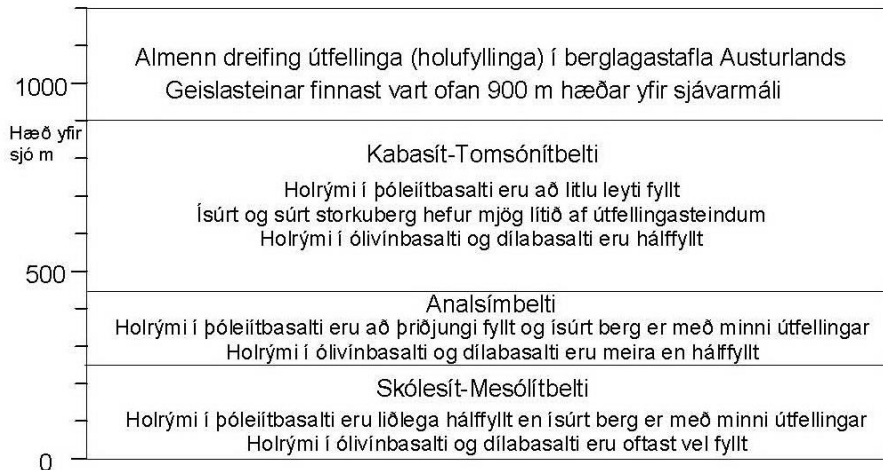 Almenn dreifing útfellinga (holufyllinga) í berglagastafla Austurlands
Geislasteinar finnast vart ofan 900 m hæðar yfir sjávarmáli
1000
Hæð yfir
sjó m
Kabasít-Tomsónítbelti
Holrými í þóleiítbasalti eru að litlu leyti fyllt
Ísúrt og súrt storkuberg hefur mjög lítið af útfellingasteindum
Holrými í ólivínbasalti og dílabasalti eru hálffyllt
500
Analsímbelti
Holrými í þóleiítbasalti eru að þriðjungi fyllt og ísúrt berg er með minni útfellingar
Holrými í ólivínbasalti og dílabasalti eru meira en hálffyllt
Skólesít-Mesólítbelti
Holrými í þóleiítbasalti eru liðlega hálffyllt en ísúrt berg er með minni útfellingar
Holrými í ólivínbasalti og dílabasalti eru oftast vel fyllt
0